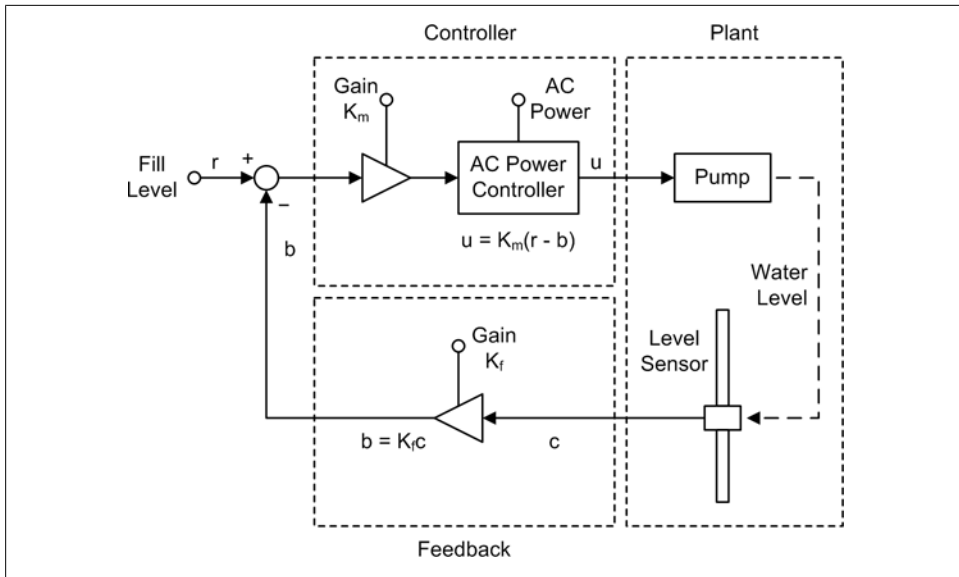 Controller
Plant
Gain
Km
AC
Power
Fill
Level
r
+
−
AC Power
Controller
u
Pump
u = Km(r - b)
b
Water
Level
Gain
Kf
Level
Sensor
b = Kfc
c
Feedback